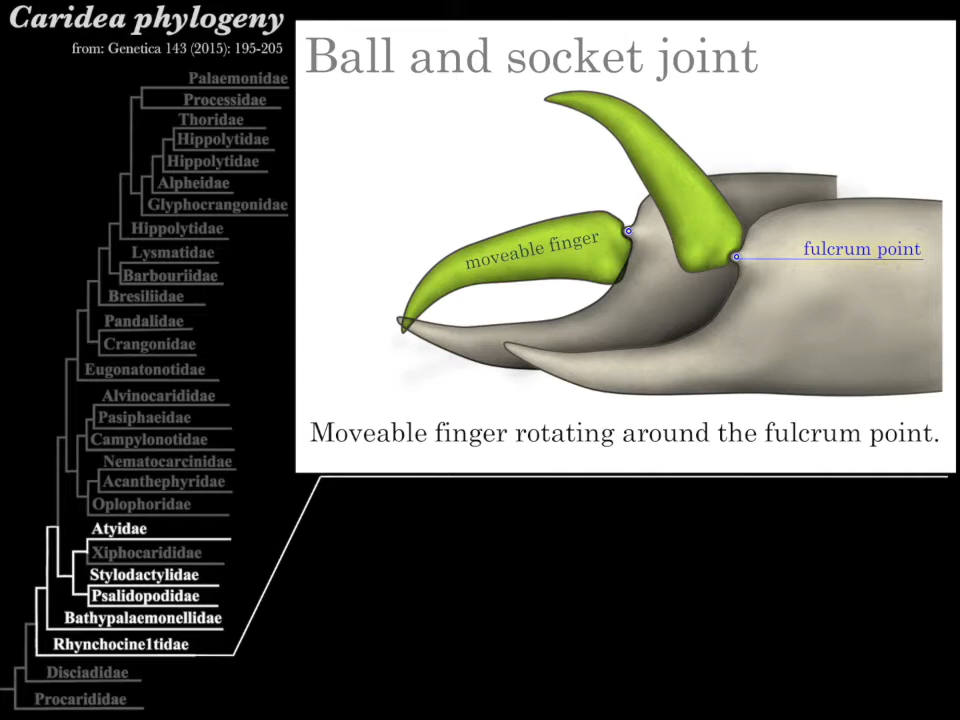 Caridea phylogeny
from: Genetica 143 (2015): 195-205
Palaemonidae
Processidae
Thoridae
Hippolytidae
Hippolytidae
Alpheidae
Glyphocrangonidae
Hippolytidae
Lysmatidae
Barbouriidae
Bresiliidae
Pandalidae
Crangonidae
Eugonatonotidae
Alvinocarididae
Pasiphaeidae
Campylonotidae
Nematocarcinidae
Acanthephyridae
Oplophoridae
Atyidae
Xiphocarididae
Stylodactylidae
Psalidopodidae
Bathypalaemonellidae
Rhynchocine1tidae
Disciadidae
Procarididae
Ball and socket joint
moveable finger
fulcrum point
Moveable finger rotating around the fulcrum point.